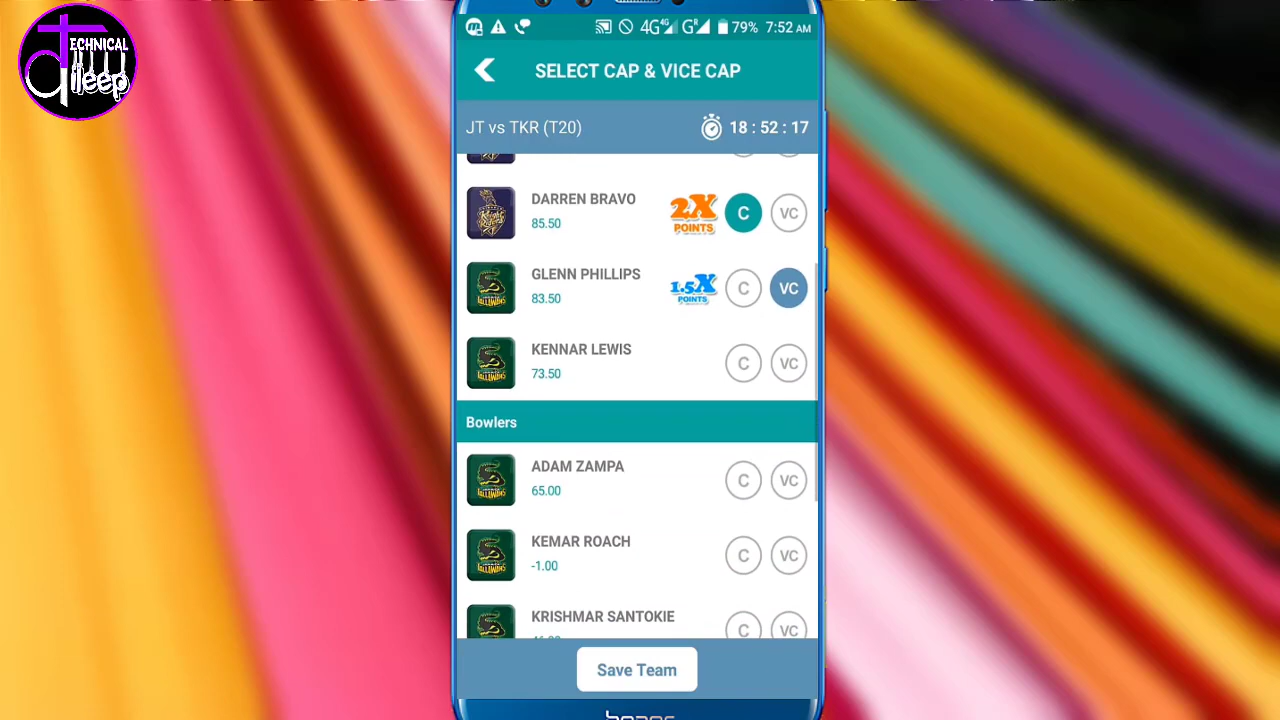 TECHNICAL
dileep
4G 4G G R 79% 7:52 AM
SELECT CAP & VICE CAP
JT vs TKR (T20) 18 : 52 : 17
DARREN BRAVO
85.50
2X POINTS C VC
GLENN PHILLIPS
83.50
1.5X POINTS C VC
KENNAR LEWIS
73.50
C VC
Bowlers
ADAM ZAMPA
65.00
C VC
KEMAR ROACH
-1.00
C VC
KRISHMAR SANTOKIE
C VC
Save Team
honor